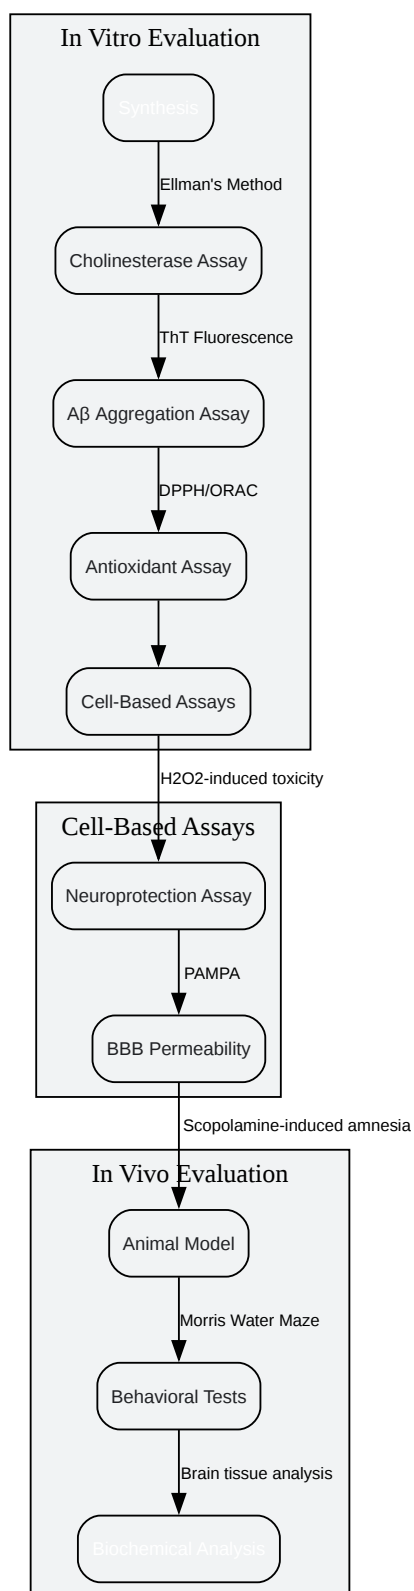 In Vitro Evaluation
Synthesis
Ellman's Method
Cholinesterase Assay
ThT Fluorescence
Aβ Aggregation Assay
DPPH/ORAC
Antioxidant Assay
Cell-Based Assays
H2O2-induced toxicity
Cell-Based Assays
Neuroprotection Assay
PAMPA
BBB Permeability
Scopolamine-induced amnesia
In Vivo Evaluation
Animal Model
Morris Water Maze
Behavioral Tests
Brain tissue analysis
Biochemical Analysis